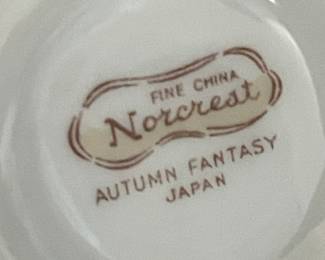 FINE CHINA
Norcrest
AUTUMN FANTASY
JAPAN